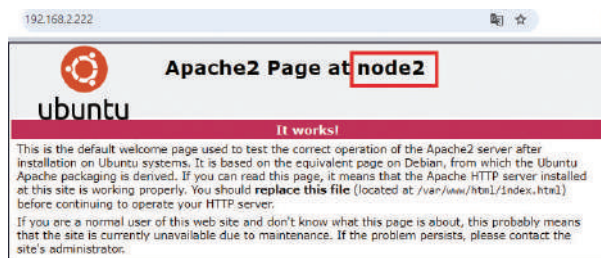 192.168.2.222
Apache2 Page at node2
ubuntu
It works!
This is the default welcome page used to test the correct operation of the Apache2 server after
installation on Ubuntu systems. It is based on the equivalent page on Debian, from which the Ubuntu
Apache packaging is derived. If you can read this page, it means that the Apache HTTP server installed
at this site is working properly. You should replace this file (located at /var/www/html/index.html)
before continuing to operate your HTTP server.
If you are a normal user of this web site and don't know what this page is about, this probably means
that the site is currently unavailable due to maintenance. If the problem persists, please contact the
site's administrator.